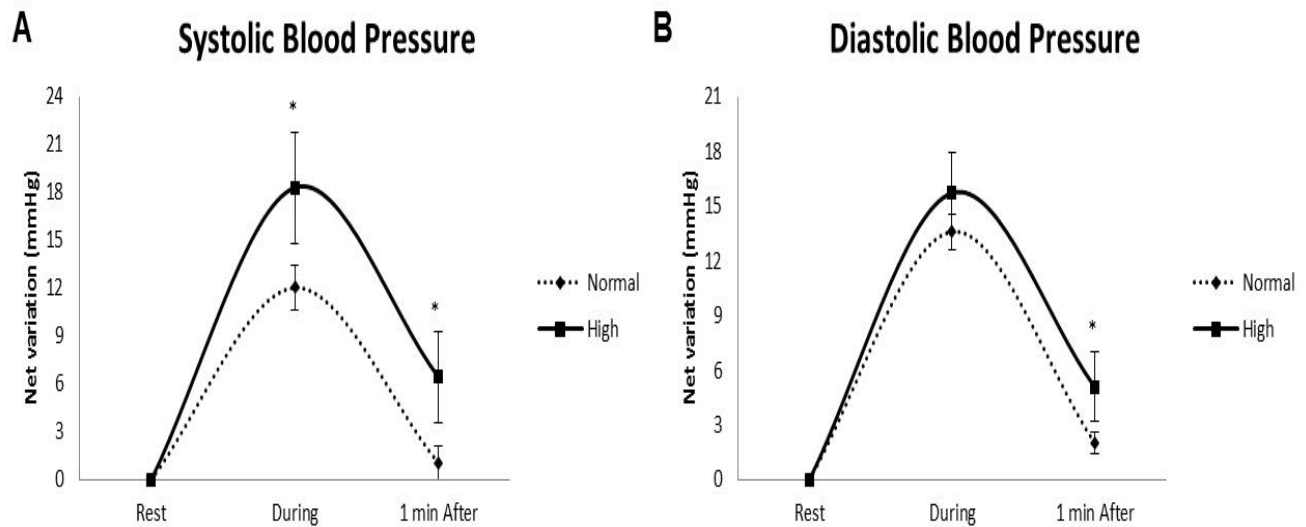 A
Systolic Blood Pressure
Net variation (mmHg)
24
21
18
15
12
9
6
3
0
*
*
Rest
During
1 min After
Normal
High
B
Diastolic Blood Pressure
Net variation (mmHg)
21
18
15
12
9
6
3
0
*
Rest
During
1 min After
Normal
High